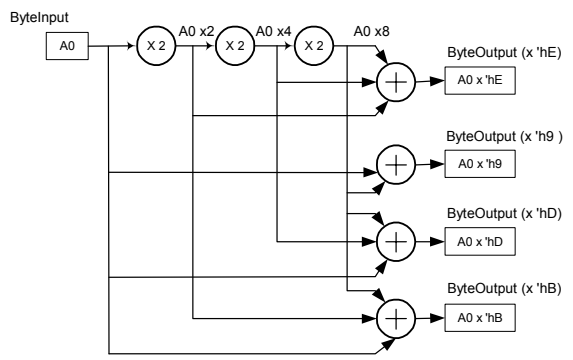 ByteInput
A0
X 2
A0 x2
X 2
A0 x4
X 2
A0 x8
ByteOutput (x 'hE)
A0 x 'hE
ByteOutput (x 'h9 )
A0 x 'h9
ByteOutput (x 'hD)
A0 x 'hD
ByteOutput (x 'hB)
A0 x 'hB